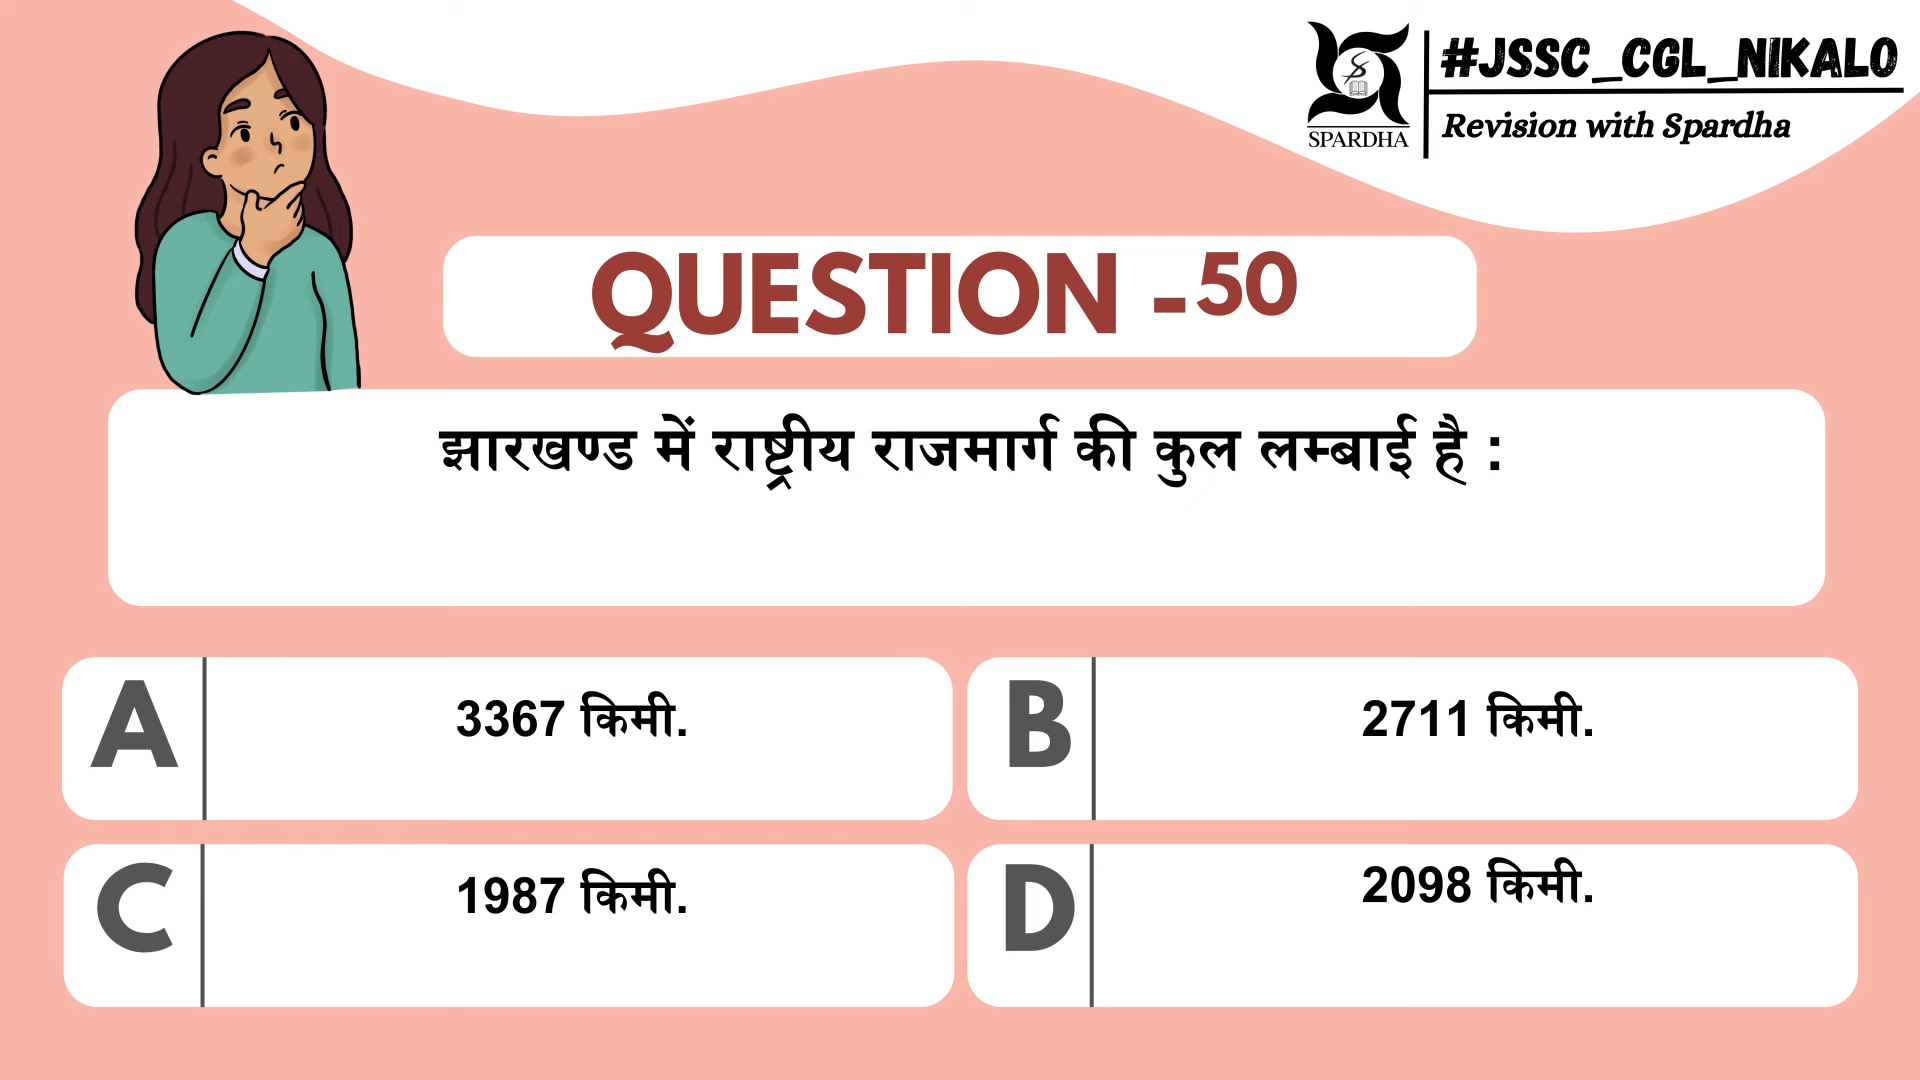 #JSSC_CGL_NIKALO
Revision with Spardha
SPARDHA
QUESTION -50
झारखण्ड में राष्ट्रीय राजमार्ग की कुल लम्बाई है :
A
3367 किमी.
B
2711 किमी.
C
1987 किमी.
D
2098 किमी.